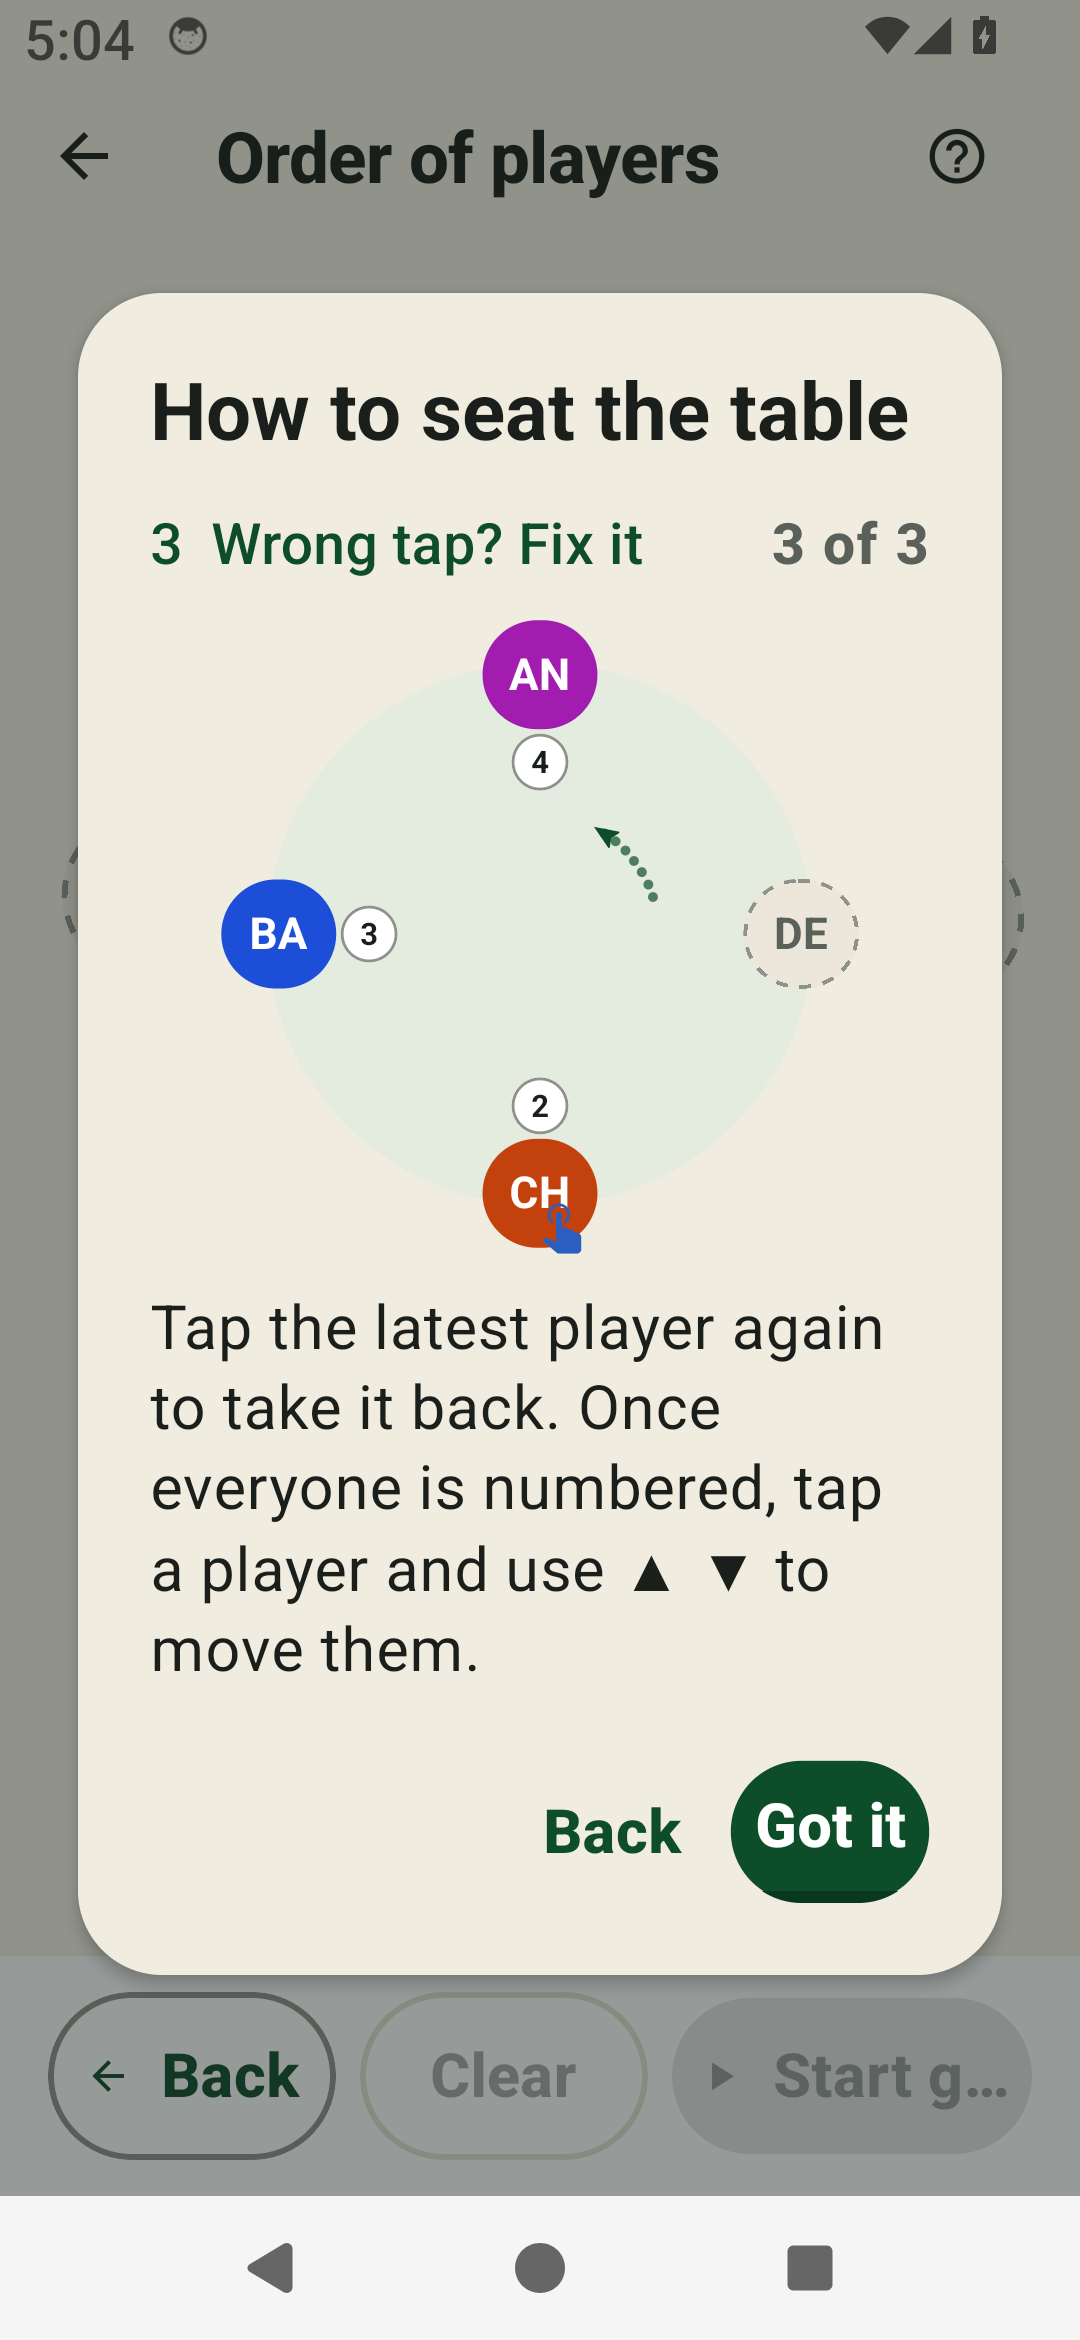 5:04
Order of players
How to seat the table
3 Wrong tap? Fix it 3 of 3
AN
4
BA 3 DE
2
CH
Tap the latest player again
to take it back. Once
everyone is numbered, tap
a player and use ▲ ▼ to
move them.
Back Got it
Back Clear Start g...